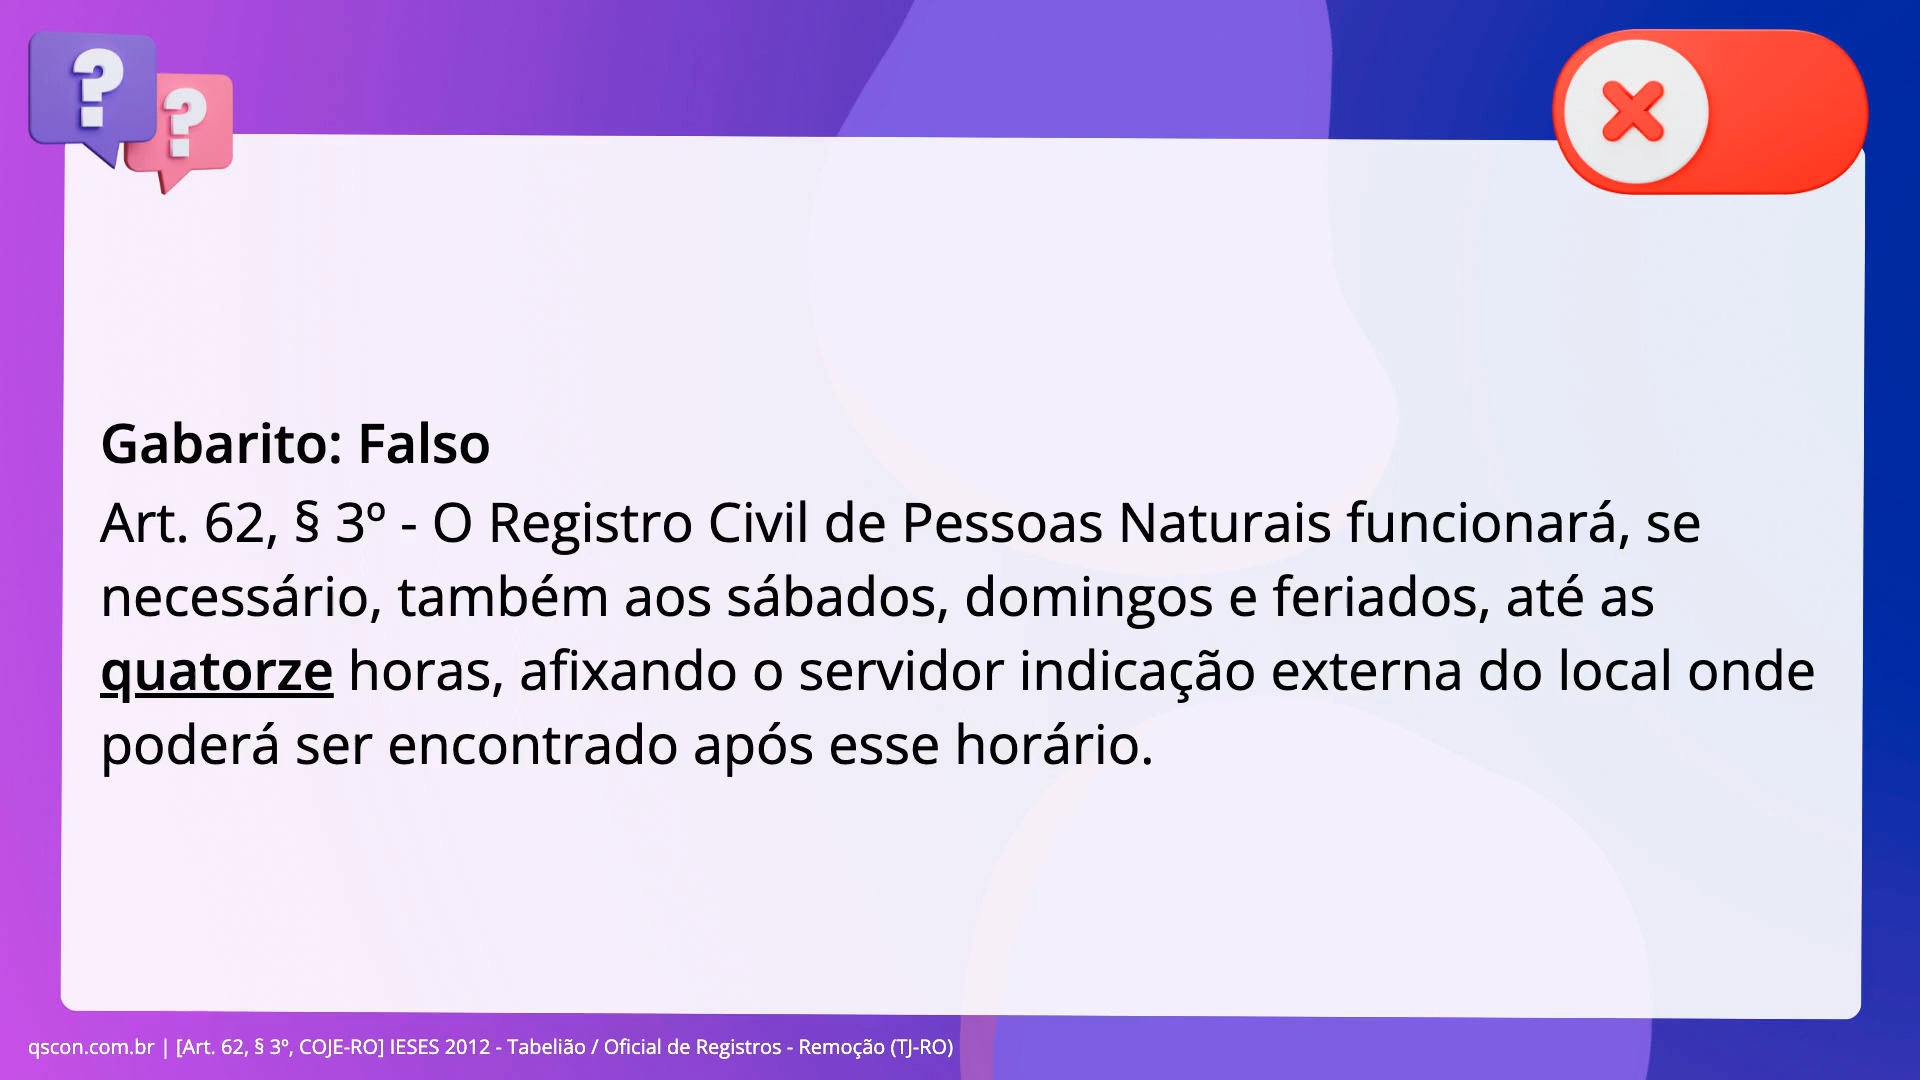 ? ?
Gabarito: Falso
Art. 62, § 3º - O Registro Civil de Pessoas Naturais funcionará, se
necessário, também aos sábados, domingos e feriados, até as
quatorze horas, afixando o servidor indicação externa do local onde
poderá ser encontrado após esse horário.
qscon.com.br | [Art. 62, § 3º, COJE-RO] IESES 2012 - Tabelião / Oficial de Registros - Remoção (TJ-RO)